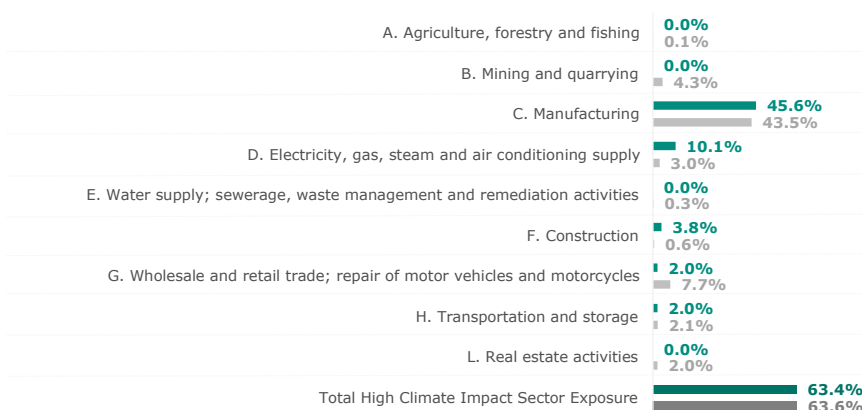 A. Agriculture, forestry and fishing
0.0%
0.1%
B. Mining and quarrying
0.0%
4.3%
C. Manufacturing
45.6%
43.5%
D. Electricity, gas, steam and air conditioning supply
10.1%
3.0%
E. Water supply; sewerage, waste management and remediation activities
0.0%
0.3%
F. Construction
3.8%
0.6%
G. Wholesale and retail trade; repair of motor vehicles and motorcycles
2.0%
7.7%
H. Transportation and storage
2.0%
2.1%
L. Real estate activities
0.0%
2.0%
Total High Climate Impact Sector Exposure
63.4%
63.6%